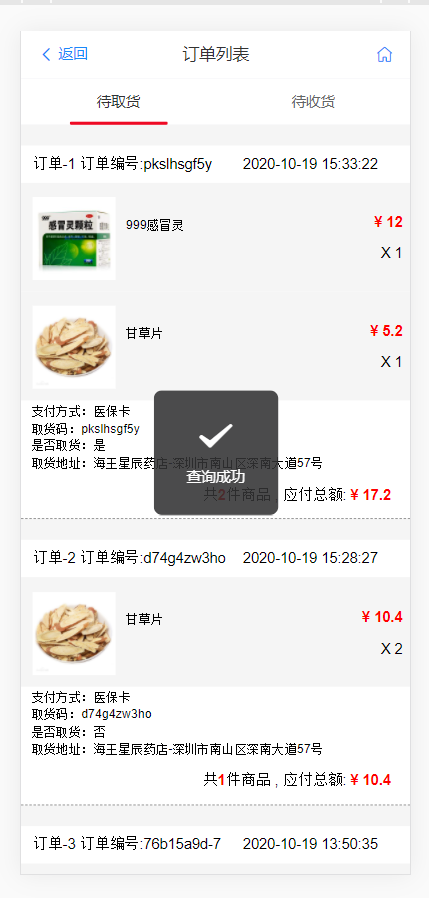 返回
订单列表
待取货
待收货
订单-1 订单编号:pkslhsgf5y 2020-10-19 15:33:22
感冒灵颗粒
999感冒灵
¥ 12
X 1
甘草片
¥ 5.2
X 1
支付方式：医保卡
取货码：pkslhsgf5y
是否取货：是
取货地址：海王星辰药店-深圳市南山区深南大道57号
查询成功
共2件商品 , 应付总额: ¥ 17.2
订单-2 订单编号:d74g4zw3ho 2020-10-19 15:28:27
甘草片
¥ 10.4
X 2
支付方式：医保卡
取货码：d74g4zw3ho
是否取货：否
取货地址：海王星辰药店-深圳市南山区深南大道57号
共1件商品 , 应付总额: ¥ 10.4
订单-3 订单编号:76b15a9d-7 2020-10-19 13:50:35